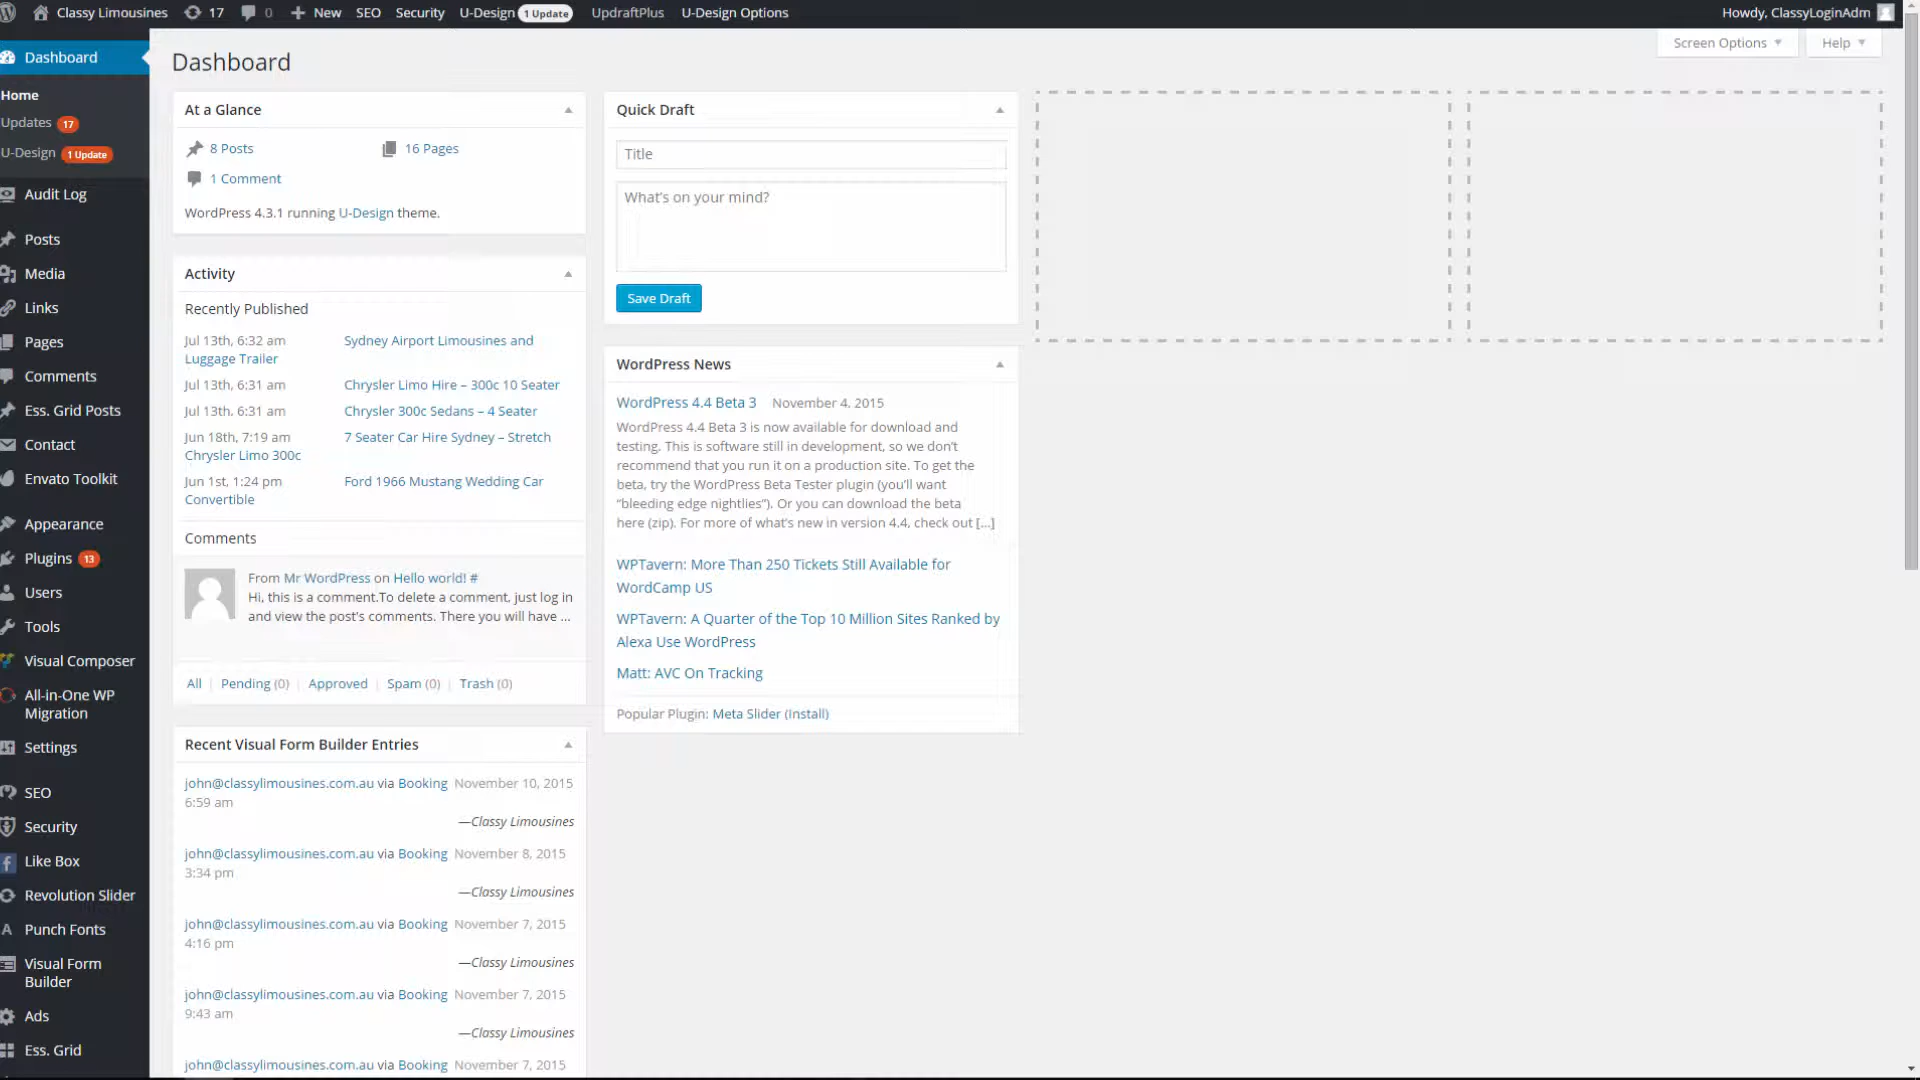 Classy Limousines 17 0 New SEO Security U-Design 1 Update UpdraftPlus U-Design Options Howdy, ClassyLoginAdm
Screen Options Help
Dashboard
Home
Updates 17
U-Design 1 Update
Audit Log
Posts
Media
Links
Pages
Comments
Ess. Grid Posts
Contact
Envato Toolkit
Appearance
Plugins 13
Users
Tools
Visual Composer
All-in-One WP
Migration
Settings
SEO
Security
Like Box
Revolution Slider
Punch Fonts
Visual Form
Builder
Ads
Ess. Grid
Dashboard
At a Glance
8 Posts 16 Pages
1 Comment
WordPress 4.3.1 running U-Design theme.
Activity
Recently Published
Jul 13th, 6:32 am Sydney Airport Limousines and
Luggage Trailer
Jul 13th, 6:31 am Chrysler Limo Hire – 300c 10 Seater
Jul 13th, 6:31 am Chrysler 300c Sedans – 4 Seater
Jun 18th, 7:19 am 7 Seater Car Hire Sydney – Stretch
Chrysler Limo 300c
Jun 1st, 1:24 pm Ford 1966 Mustang Wedding Car
Convertible
Comments
From Mr WordPress on Hello world! #
Hi, this is a comment.To delete a comment, just log in
and view the post's comments. There you will have ...
All | Pending (0) | Approved | Spam (0) | Trash (0)
Recent Visual Form Builder Entries
john@classylimousines.com.au via Booking November 10, 2015
6:59 am
—Classy Limousines
john@classylimousines.com.au via Booking November 8, 2015
3:34 pm
—Classy Limousines
john@classylimousines.com.au via Booking November 7, 2015
4:16 pm
—Classy Limousines
john@classylimousines.com.au via Booking November 7, 2015
9:43 am
—Classy Limousines
john@classylimousines.com.au via Booking November 7, 2015
Quick Draft
Title
What's on your mind?
Save Draft
WordPress News
WordPress 4.4 Beta 3 November 4, 2015
WordPress 4.4 Beta 3 is now available for download and
testing. This is software still in development, so we don't
recommend that you run it on a production site. To get the
beta, try the WordPress Beta Tester plugin (you'll want
“bleeding edge nightlies”). Or you can download the beta
here (zip). For more of what's new in version 4.4, check out [...]
WPTavern: More Than 250 Tickets Still Available for
WordCamp US
WPTavern: A Quarter of the Top 10 Million Sites Ranked by
Alexa Use WordPress
Matt: AVC On Tracking
Popular Plugin: Meta Slider (Install)